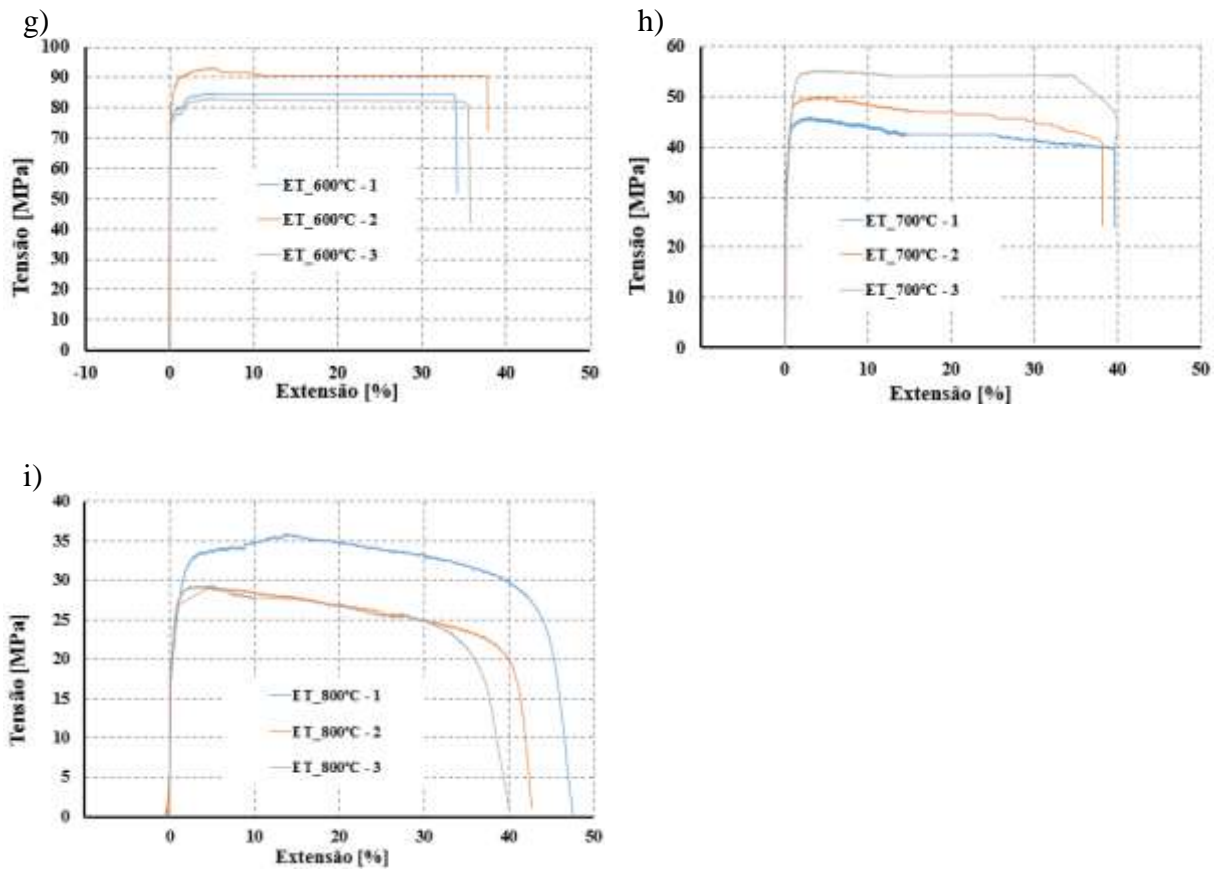 g)
Tensão [MPa]
100
90
80
70
60
50
40
30
20
10
0
ET_600°C - 1
ET_600°C - 2
ET_600°C - 3
-10 0 10 20 30 40 50
Extensão [%]
h)
Tensão [MPa]
60
50
40
30
20
10
0
ET_700°C - 1
ET_700°C - 2
ET_700°C - 3
0 10 20 30 40 50
Extensão [%]
i)
Tensão [MPa]
40
35
30
25
20
15
10
5
0
ET_800°C - 1
ET_800°C - 2
ET_800°C - 3
0 10 20 30 40 50
Extensão [%]